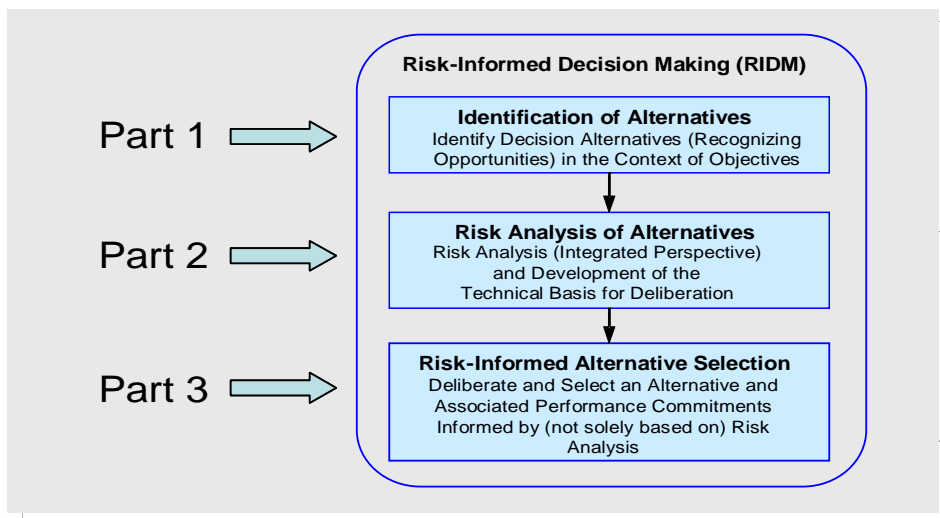 Risk-Informed Decision Making (RIDM)
Part 1
Identification of Alternatives
Identify Decision Alternatives (Recognizing
Opportunities) in the Context of Objectives
Part 2
Risk Analysis of Alternatives
Risk Analysis (Integrated Perspective)
and Development of the
Technical Basis for Deliberation
Part 3
Risk-Informed Alternative Selection
Deliberate and Select an Alternative and
Associated Performance Commitments
Informed by (not solely based on) Risk
Analysis